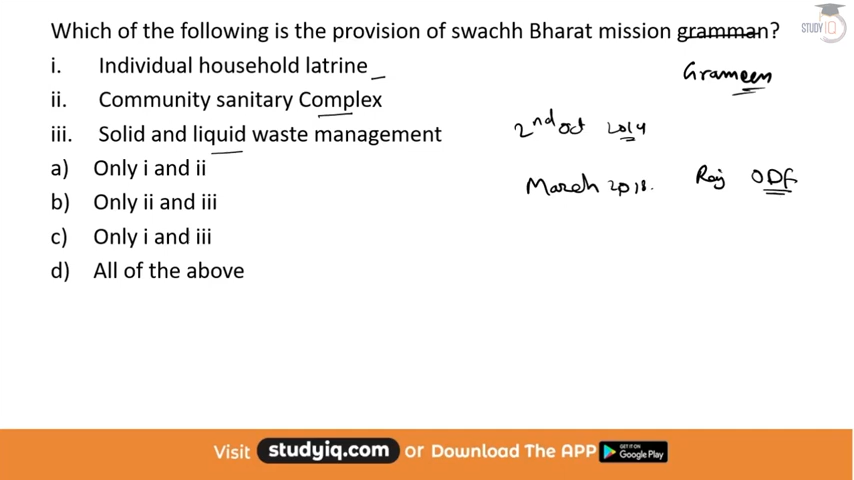 Which of the following is the provision of swachh Bharat mission gramman?
STUDY IQ
i. Individual household latrine
Grameen
ii. Community sanitary Complex
2nd Oct 2014
iii. Solid and liquid waste management
a) Only i and ii
March 2018. Raj ODF
b) Only ii and iii
c) Only i and iii
d) All of the above
Visit studyiq.com or Download The APP GET IT ON Google Play